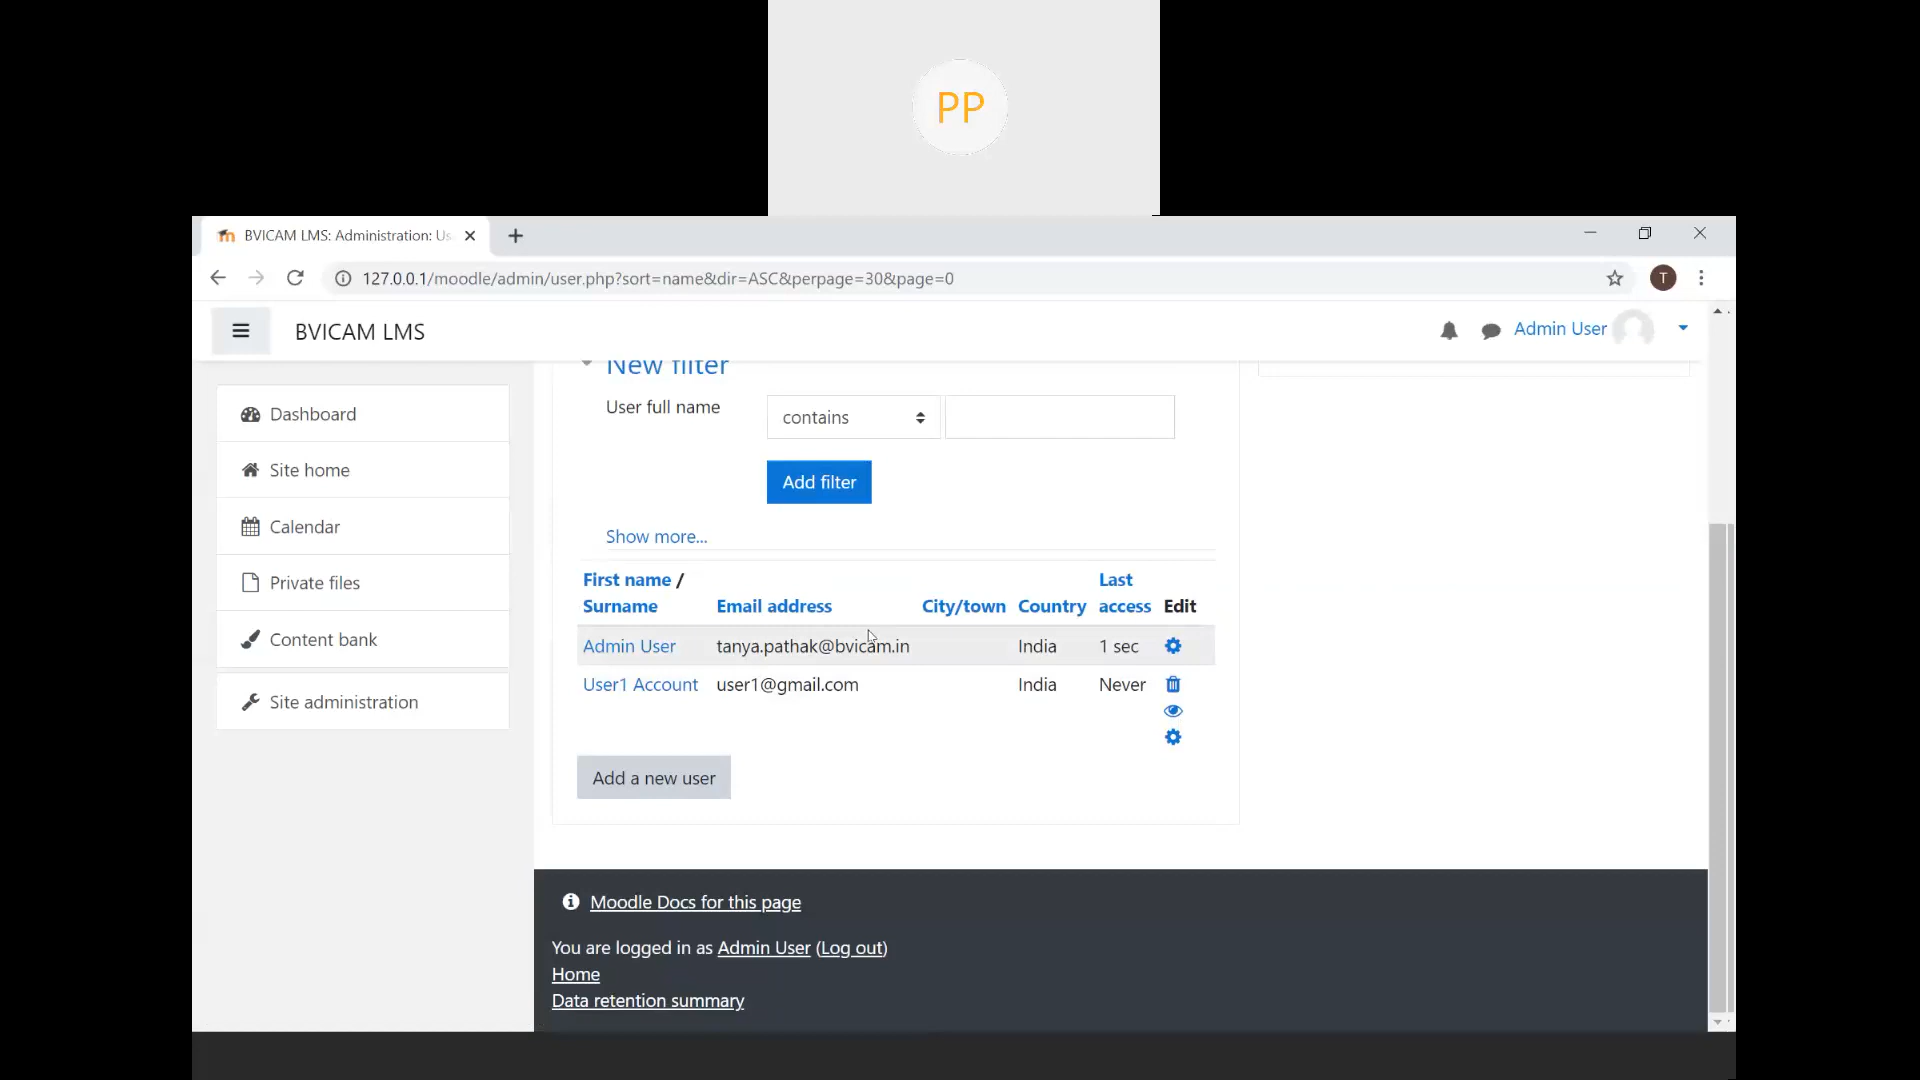 PP
BVICAM LMS: Administration: Us
127.0.0.1/moodle/admin/user.php?sort=name&dir=ASC&perpage=30&page=0
T
BVICAM LMS
Admin User
Dashboard
Site home
Calendar
Private files
Content bank
Site administration
New filter
User full name
contains
Add filter
Show more...
First name / Surname Email address City/town Country Last access Edit
Admin User tanya.pathak@bvicam.in India 1 sec
User1 Account user1@gmail.com India Never
Add a new user
Moodle Docs for this page
You are logged in as Admin User (Log out)
Home
Data retention summary